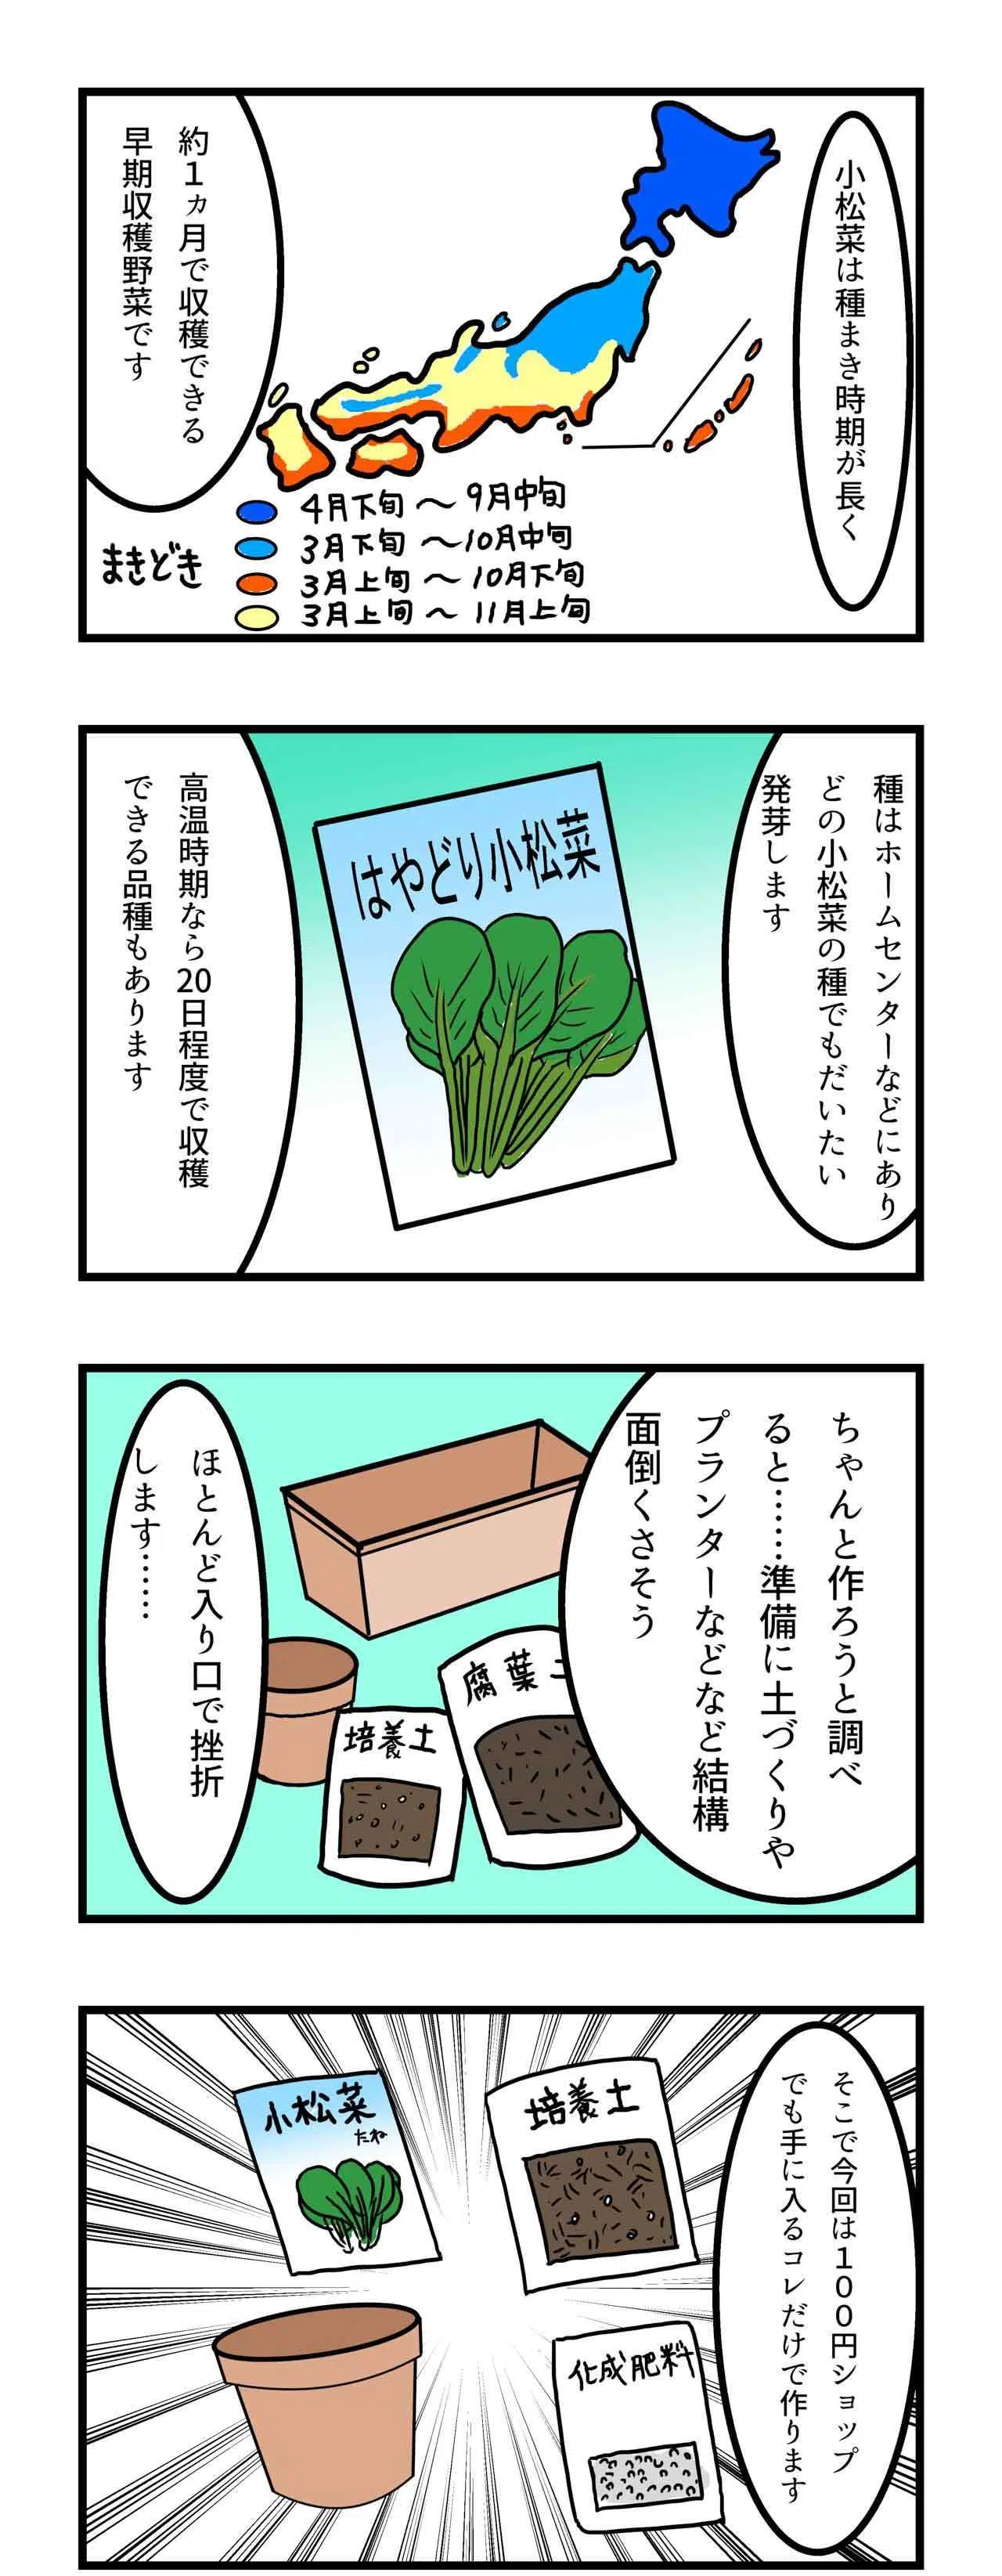 小松菜は種まき時期が長く
約１ヵ月で収穫できる
早期収穫野菜です
まきどき
4月下旬〜9月中旬
3月下旬〜10月中旬
3月上旬〜10月下旬
3月上旬〜11月上旬
種はホームセンターなどにあり
どの小松菜の種でもだいたい
発芽します
はやどり小松菜
高温時期なら20日程度で収穫
できる品種もあります
ちゃんと作ろうと調べ
ると……準備に土づくりや
プランターなどなど結構
面倒くさそう
腐葉
培養土
ほとんど入り口で挫折
します……
そこで今回は１００円ショップ
でも手に入るコレだけで作ります
培養土
小松菜
たね
化成肥料